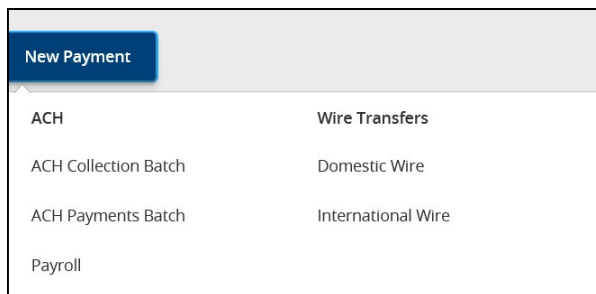 New Payment
ACH
ACH Collection Batch
ACH Payments Batch
Payroll
Wire Transfers
Domestic Wire
International Wire